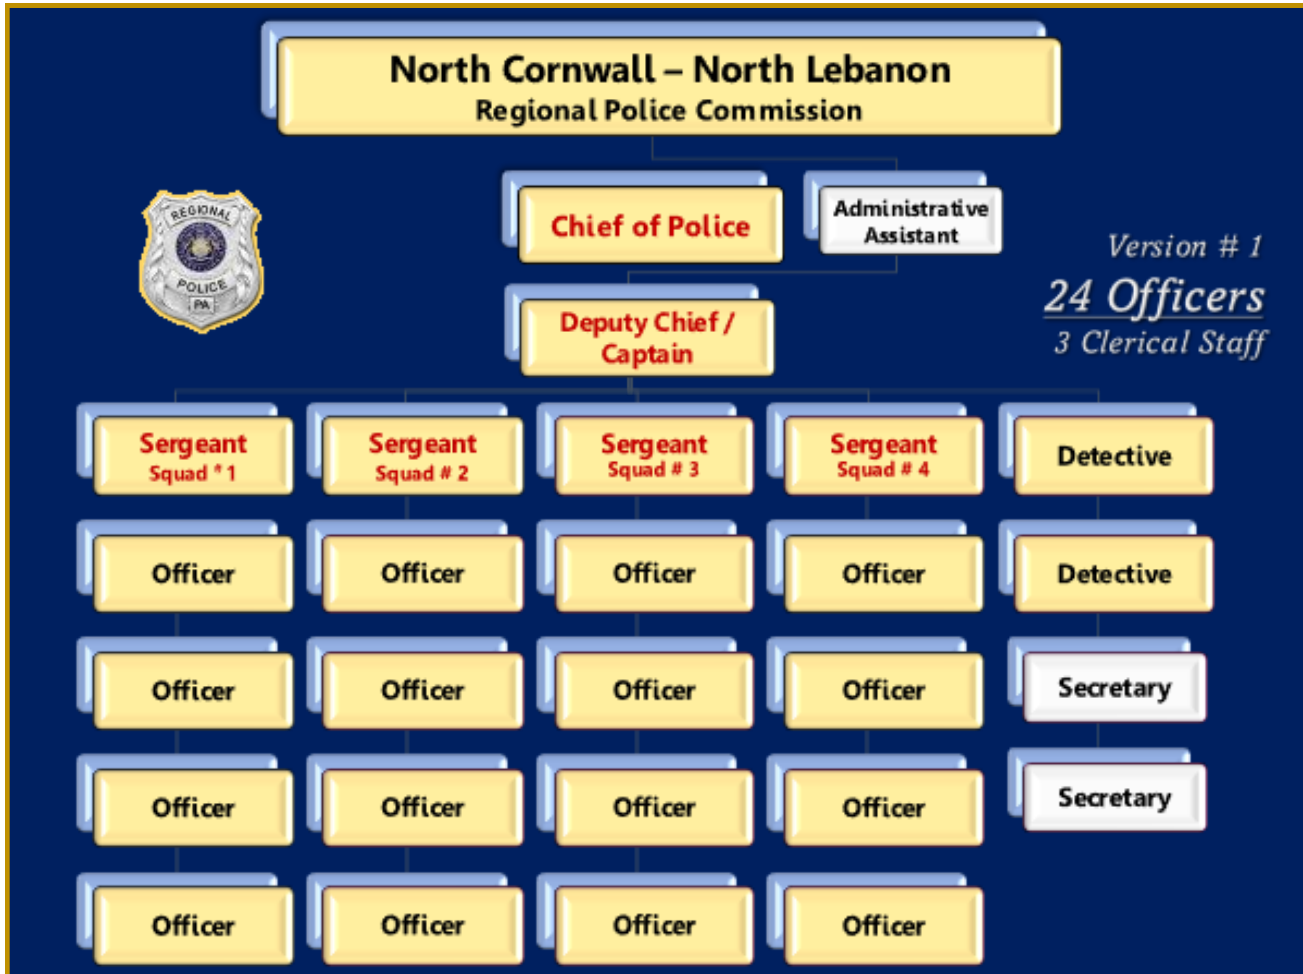 North Cornwall – North Lebanon
Regional Police Commission
REGIONAL
POLICE
PA
Chief of Police
Administrative
Assistant
Version # 1
24 Officers
3 Clerical Staff
Deputy Chief /
Captain
Sergeant
Squad # 1
Sergeant
Squad # 2
Sergeant
Squad # 3
Sergeant
Squad # 4
Detective
Officer
Officer
Officer
Officer
Detective
Officer
Officer
Officer
Officer
Secretary
Officer
Officer
Officer
Officer
Secretary
Officer
Officer
Officer
Officer